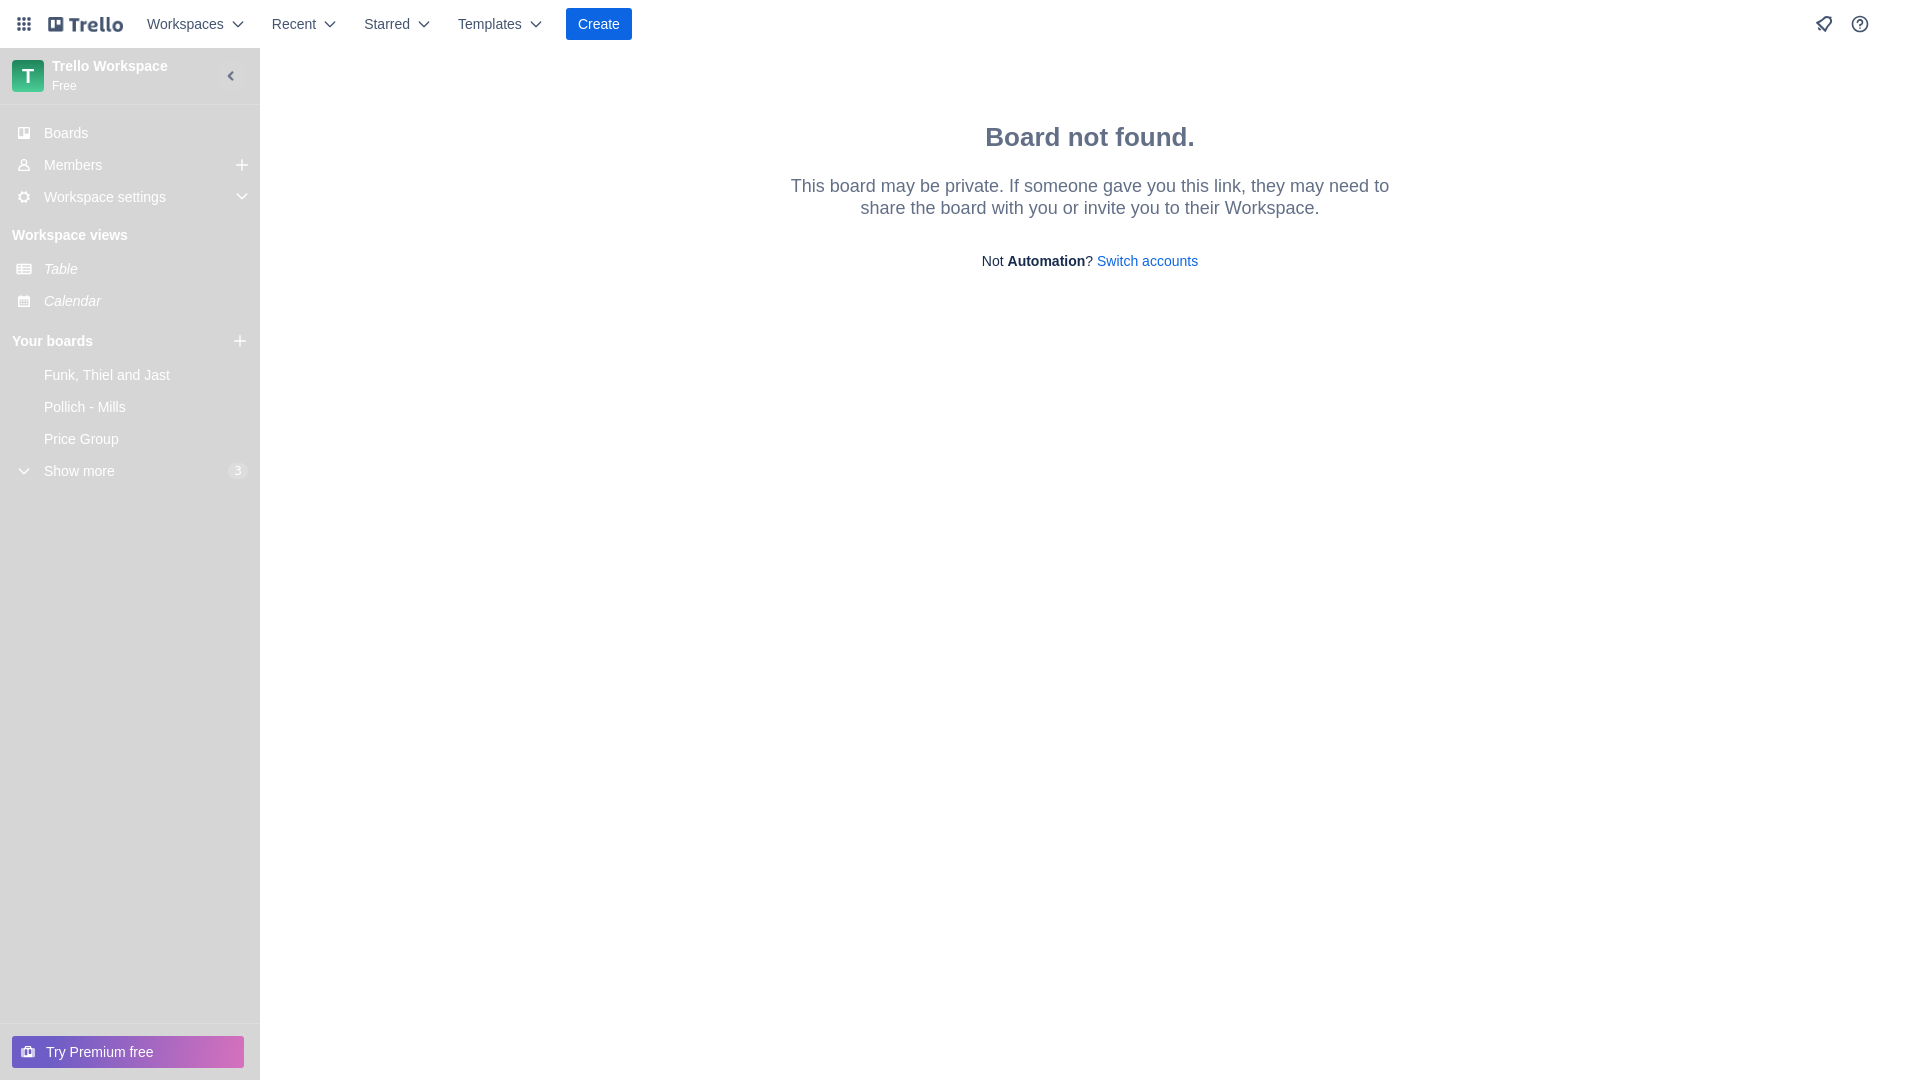 Trello
Workspaces
Recent
Starred
Templates
Create
T
Trello Workspace
Free
Boards
Members
Workspace settings
Workspace views
Table
Calendar
Your boards
Funk, Thiel and Jast
Pollich - Mills
Price Group
Show more
3
Try Premium free
Board not found.
This board may be private. If someone gave you this link, they may need to
share the board with you or invite you to their Workspace.
Not Automation? Switch accounts